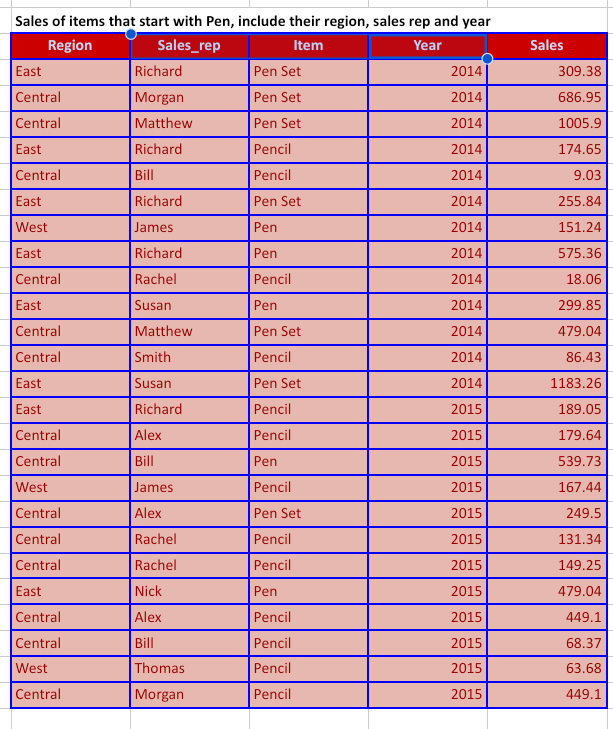 Sales of items that start with Pen, include their region, sales rep and year
Region Sales_rep Item Year Sales
East Richard Pen Set 2014 309.38
Central Morgan Pen Set 2014 686.95
Central Matthew Pen Set 2014 1005.9
East Richard Pencil 2014 174.65
Central Bill Pencil 2014 9.03
East Richard Pen Set 2014 255.84
West James Pen 2014 151.24
East Richard Pen 2014 575.36
Central Rachel Pencil 2014 18.06
East Susan Pen 2014 299.85
Central Matthew Pen Set 2014 479.04
Central Smith Pencil 2014 86.43
East Susan Pen Set 2014 1183.26
East Richard Pencil 2015 189.05
Central Alex Pencil 2015 179.64
Central Bill Pen 2015 539.73
West James Pencil 2015 167.44
Central Alex Pen Set 2015 249.5
Central Rachel Pencil 2015 131.34
Central Rachel Pencil 2015 149.25
East Nick Pen 2015 479.04
Central Alex Pencil 2015 449.1
Central Bill Pencil 2015 68.37
West Thomas Pencil 2015 63.68
Central Morgan Pencil 2015 449.1